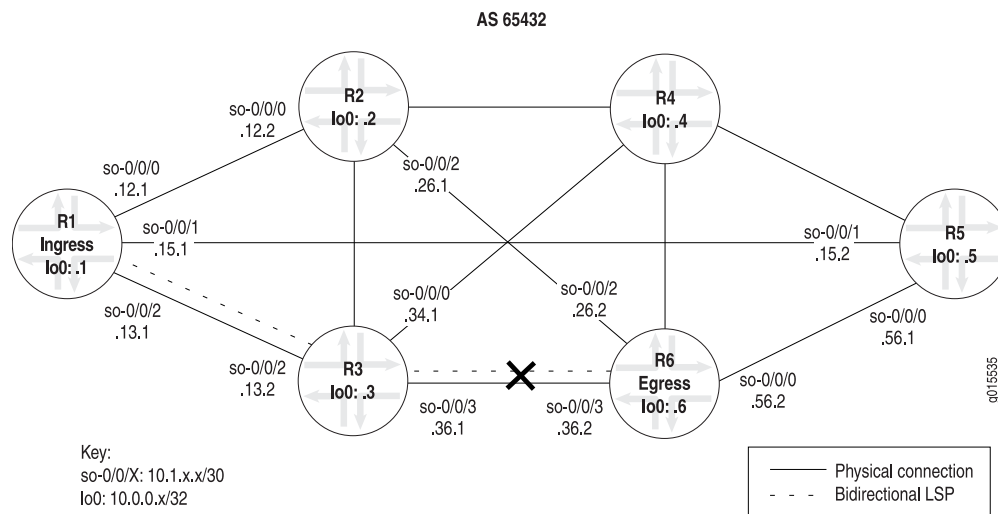 AS 65432
R2
lo0: .2
so-0/0/0
.12.2
R4
lo0: .4
so-0/0/0
.12.1
so-0/0/2
.26.1
R1
Ingress
lo0: .1
so-0/0/1
.15.1
so-0/0/1
.15.2
R5
lo0: .5
so-0/0/2
.13.1
so-0/0/0
.34.1
so-0/0/2
.26.2
so-0/0/0
.56.1
so-0/0/2
.13.2
R3
lo0: .3
R6
Egress
lo0: .6
so-0/0/0
.56.2
so-0/0/3
.36.1
so-0/0/3
.36.2
g015535
Key:
so-0/0/X: 10.1.x.x/30
lo0: 10.0.0.x/32
Physical connection
Bidirectional LSP